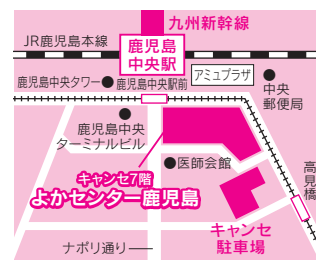 九州新幹線
JR鹿児島本線
鹿児島
中央駅
アミュプラザ
鹿児島中央タワー
鹿児島中央駅前
中央
郵便局
鹿児島中央
ターミナルビル
医師会館
高見橋
キャンセ7階
よかセンター鹿児島
キャンセ
駐車場
ナポリ通り